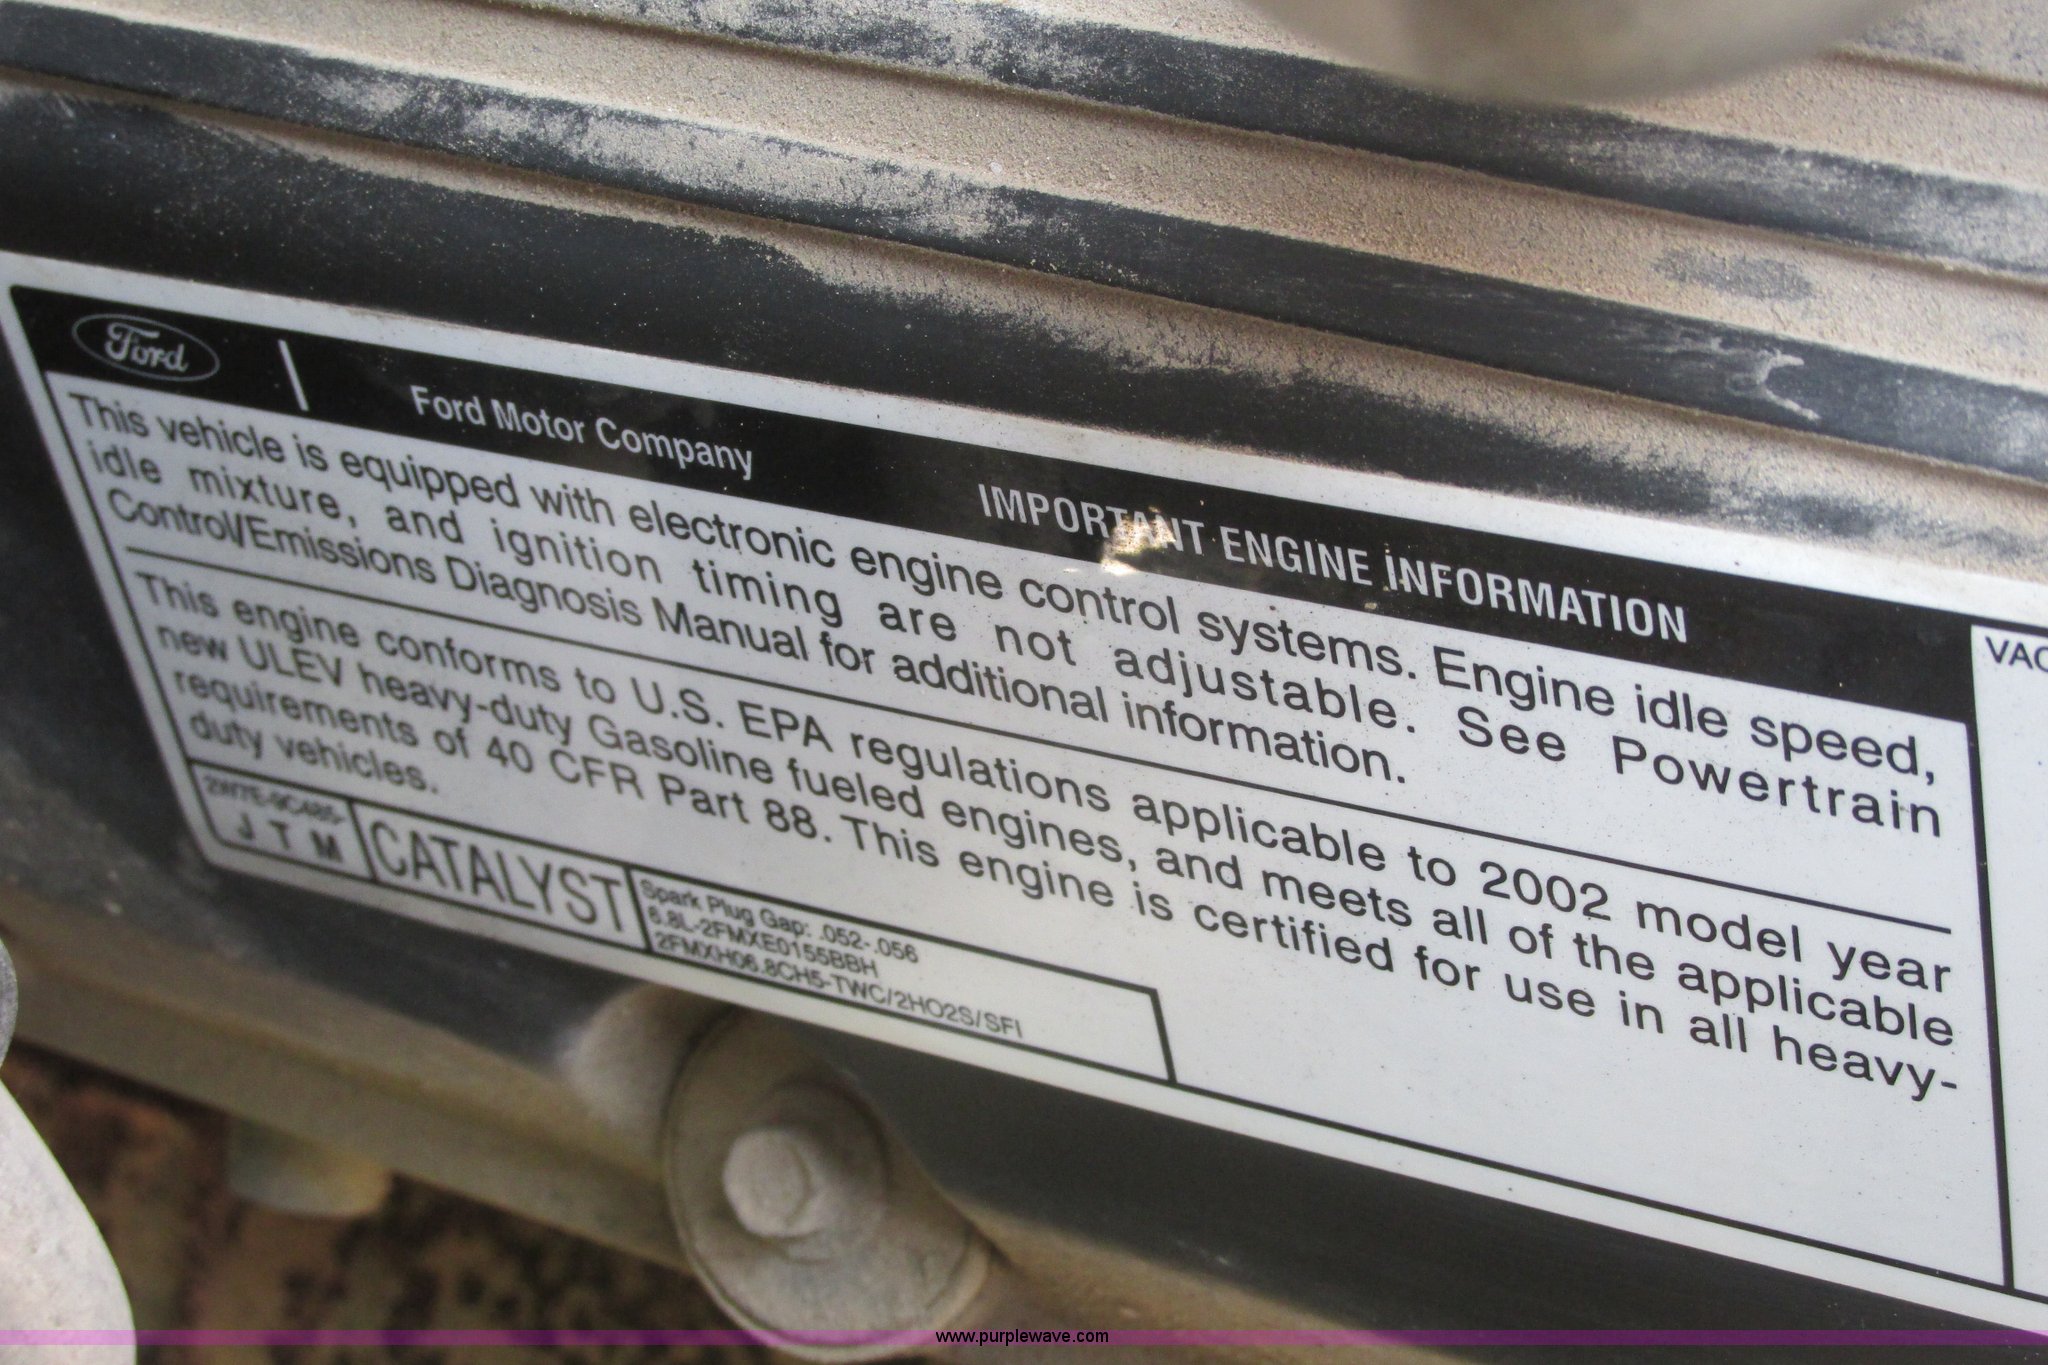 Ford
Ford Motor Company
IMPORTANT ENGINE INFORMATION
This vehicle is equipped with electronic engine control systems. Engine idle speed,
idle mixture, and ignition timing are not adjustable. See Powertrain
Control/Emissions Diagnosis Manual for additional information.
This engine conforms to U.S. EPA regulations applicable to 2002 model year
new ULEV heavy-duty Gasoline fueled engines, and meets all of the applicable
requirements of 40 CFR Part 88. This engine is certified for use in all heavy-
duty vehicles.
2W7E-9C485-
J T M
CATALYST
Spark Plug Gap: .052-.056
6.8L-2FMXE0155BBH
2FMXH06.8CH5-TWC/2HO2S/SFI
VAC
www.purplewave.com